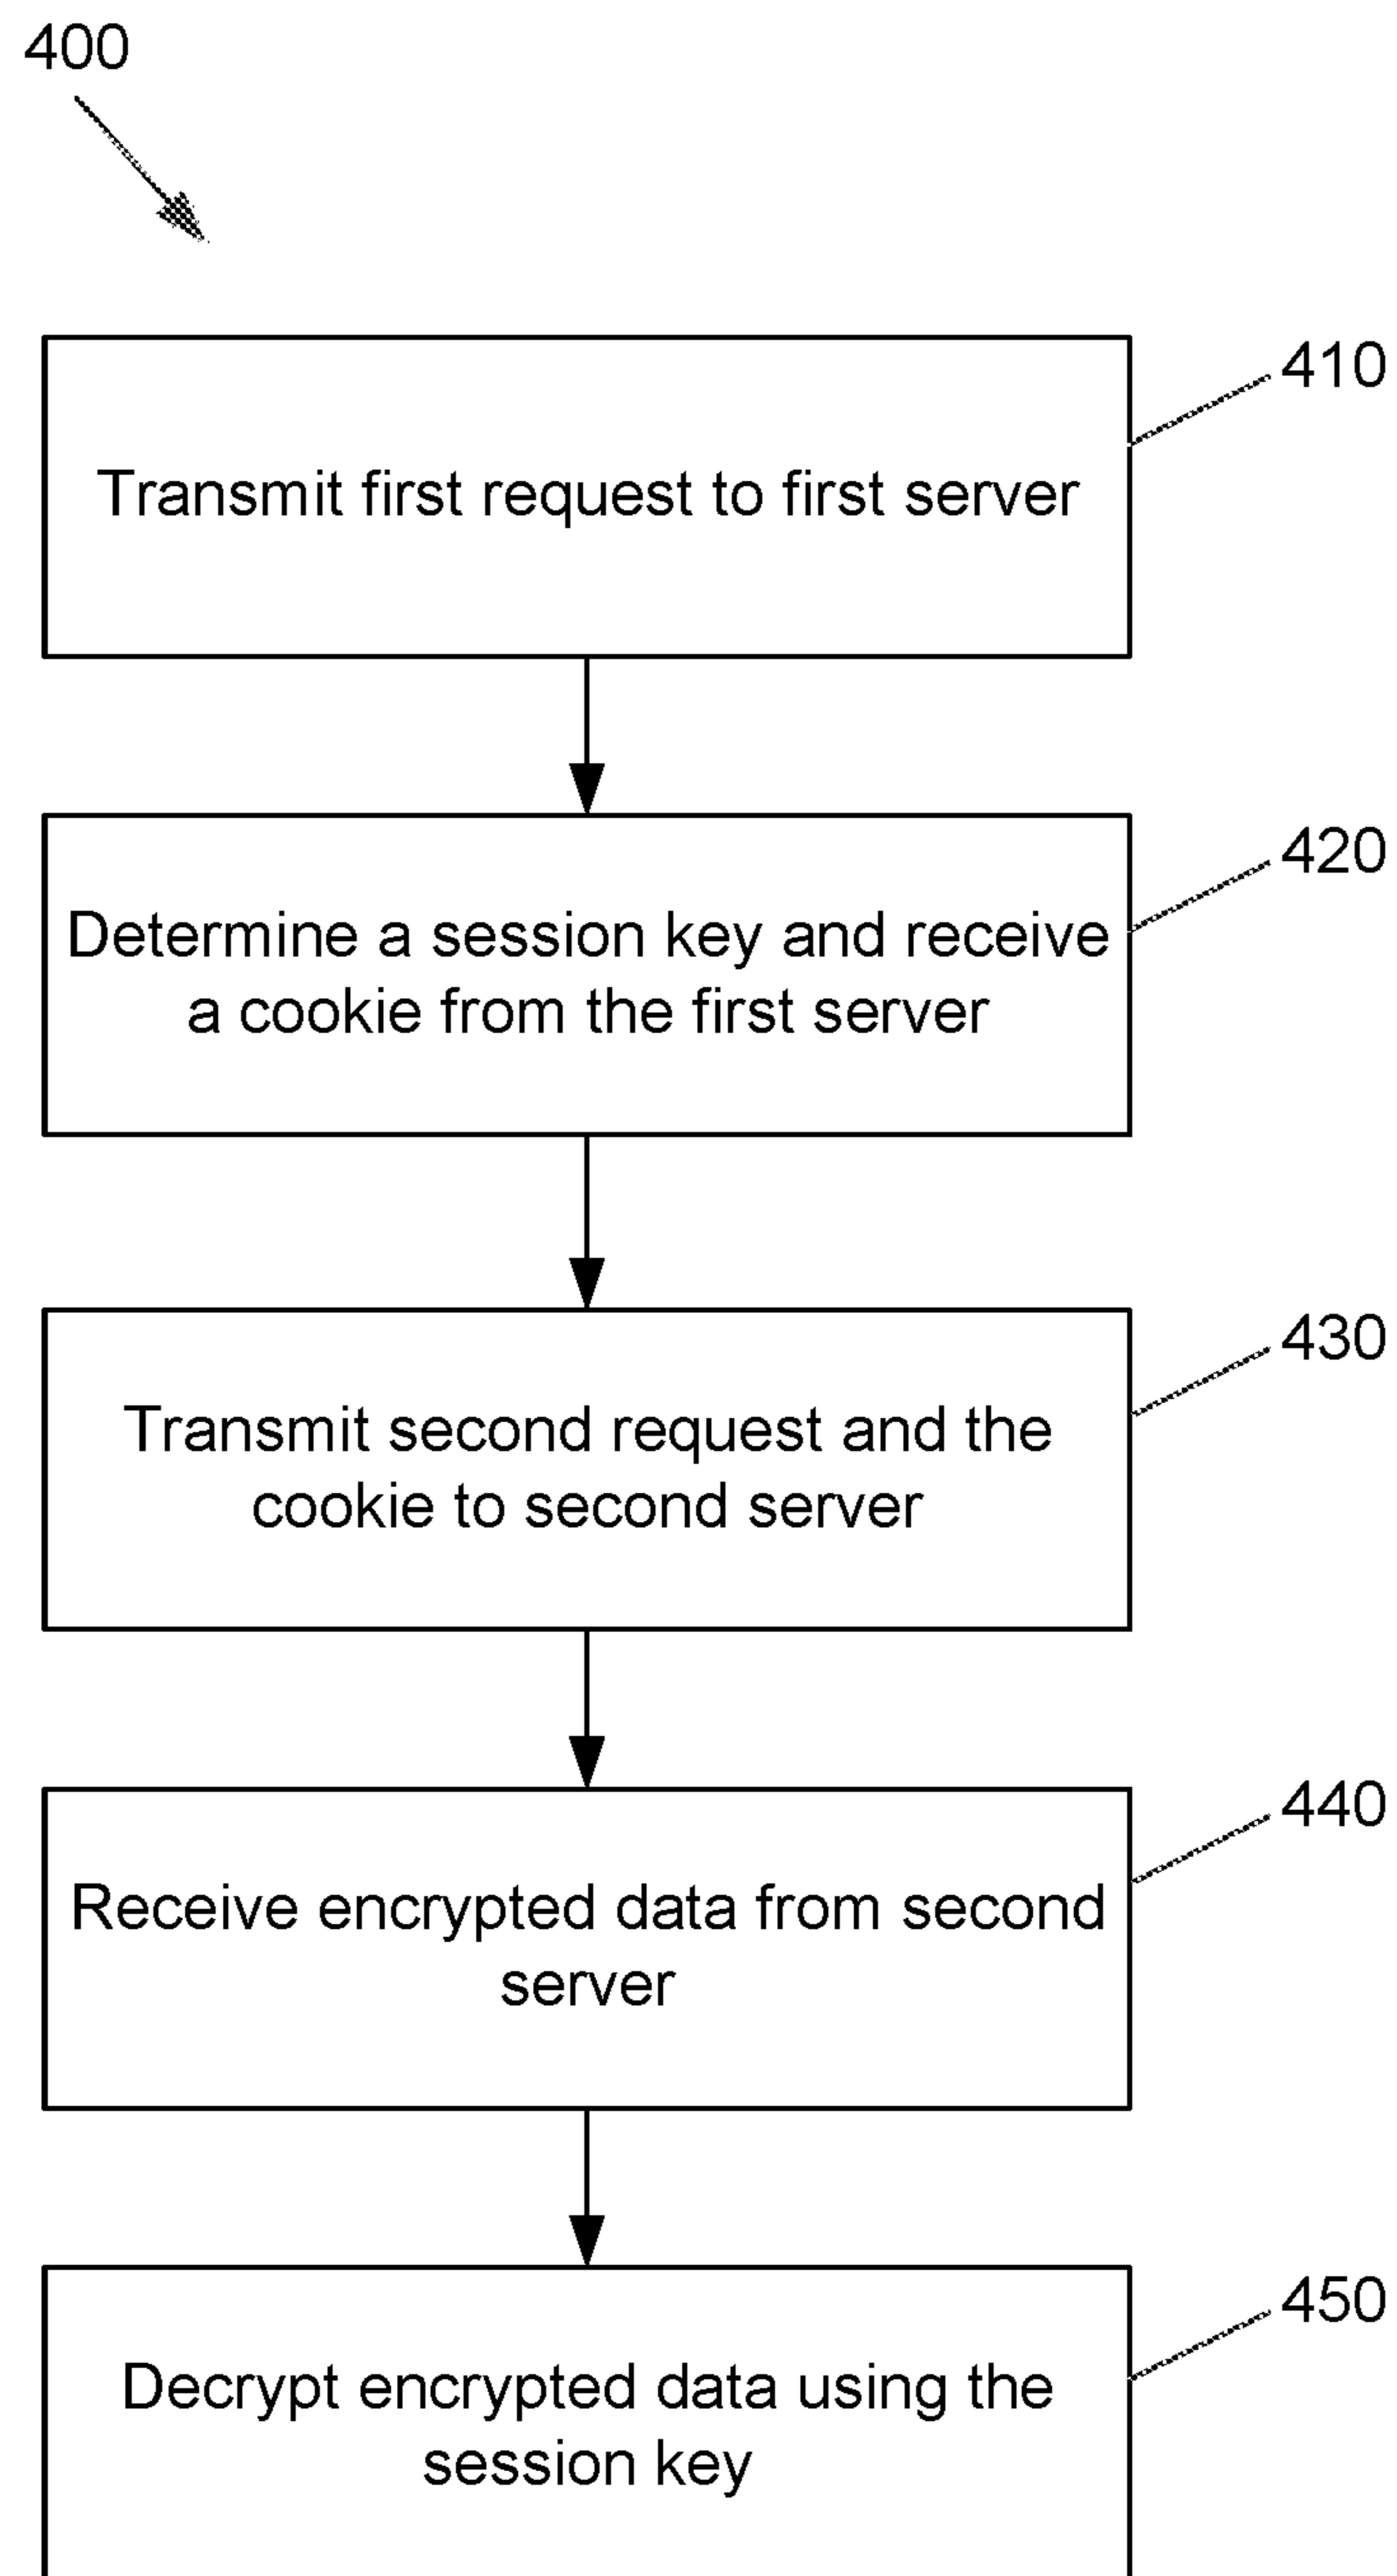 400
410
Transmit first request to first server
420
Determine a session key and receive
a cookie from the first server
430
Transmit second request and the
cookie to second server
440
Receive encrypted data from second
server
450
Decrypt encrypted data using the
session key